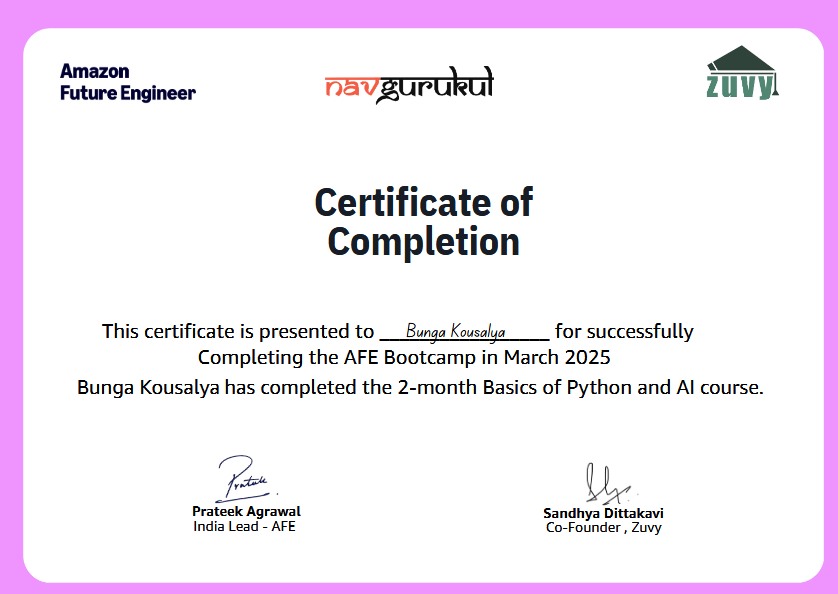 Amazon
Future Engineer
navgurukul
zuvy
Certificate of
Completion
This certificate is presented to Bunga Kousalya for successfully
Completing the AFE Bootcamp in March 2025
Bunga Kousalya has completed the 2-month Basics of Python and AI course.
Prateek
Prateek Agrawal
India Lead - AFE
Sandhya Dittakavi
Co-Founder , Zuvy